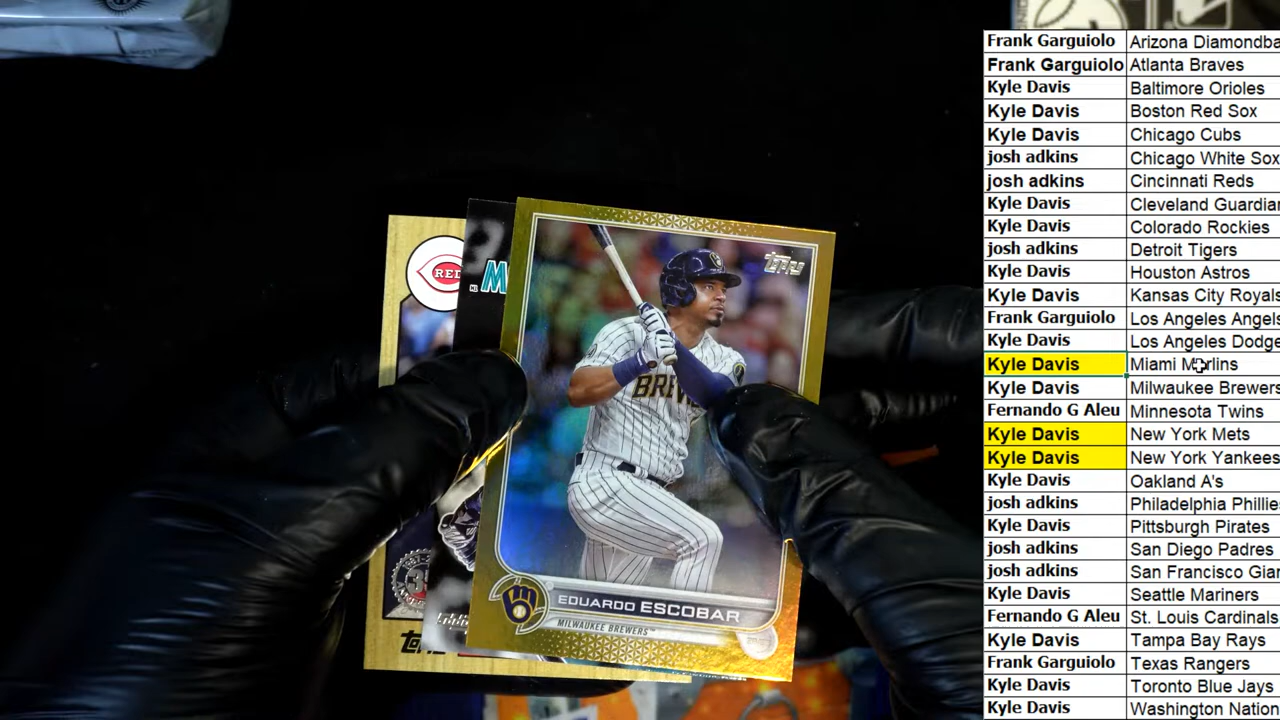 Frank Garguiolo Arizona Diamondba
Frank Garguiolo Atlanta Braves
Kyle Davis Baltimore Orioles
Kyle Davis Boston Red Sox
Kyle Davis Chicago Cubs
josh adkins Chicago White Sox
josh adkins Cincinnati Reds
Kyle Davis Cleveland Guardian
Kyle Davis Colorado Rockies
josh adkins Detroit Tigers
Kyle Davis Houston Astros
Kyle Davis Kansas City Royals
Frank Garguiolo Los Angeles Angels
Kyle Davis Los Angeles Dodge
Kyle Davis Miami Marlins
Kyle Davis Milwaukee Brewers
Fernando G Aleu Minnesota Twins
Kyle Davis New York Mets
Kyle Davis New York Yankees
Kyle Davis Oakland A's
josh adkins Philadelphia Phillies
Kyle Davis Pittsburgh Pirates
josh adkins San Diego Padres
josh adkins San Francisco Gian
Kyle Davis Seattle Mariners
Fernando G Aleu St. Louis Cardinals
Kyle Davis Tampa Bay Rays
Frank Garguiolo Texas Rangers
Kyle Davis Toronto Blue Jays
Kyle Davis Washington Nation
Topps
REDS
M
BREW
EDUARDO ESCOBAR
MILWAUKEE BREWERS™